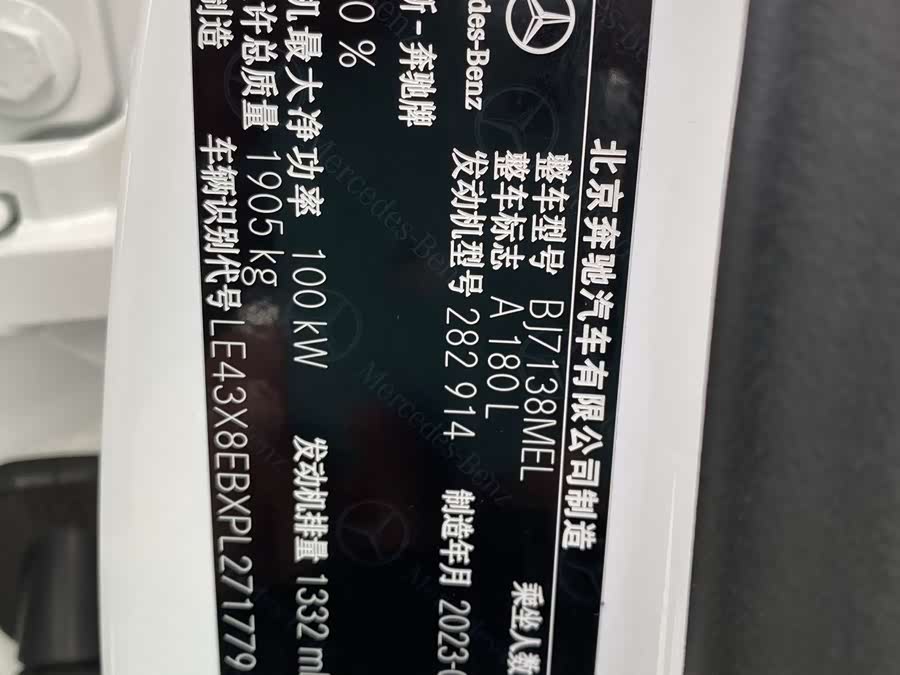 北京奔驰汽车有限公司制造
整车型号 BJ7138MEL 乘坐人数
整车标志 A 180 L
发动机型号 282 914 制造年月 2023-0
Mercedes-Benz
奔驰牌
0 %
机最大净功率 100 kW 发动机排量 1332 ml
许总质量 1905 kg
制造
车辆识别代号 LE43X8EBXPL271779